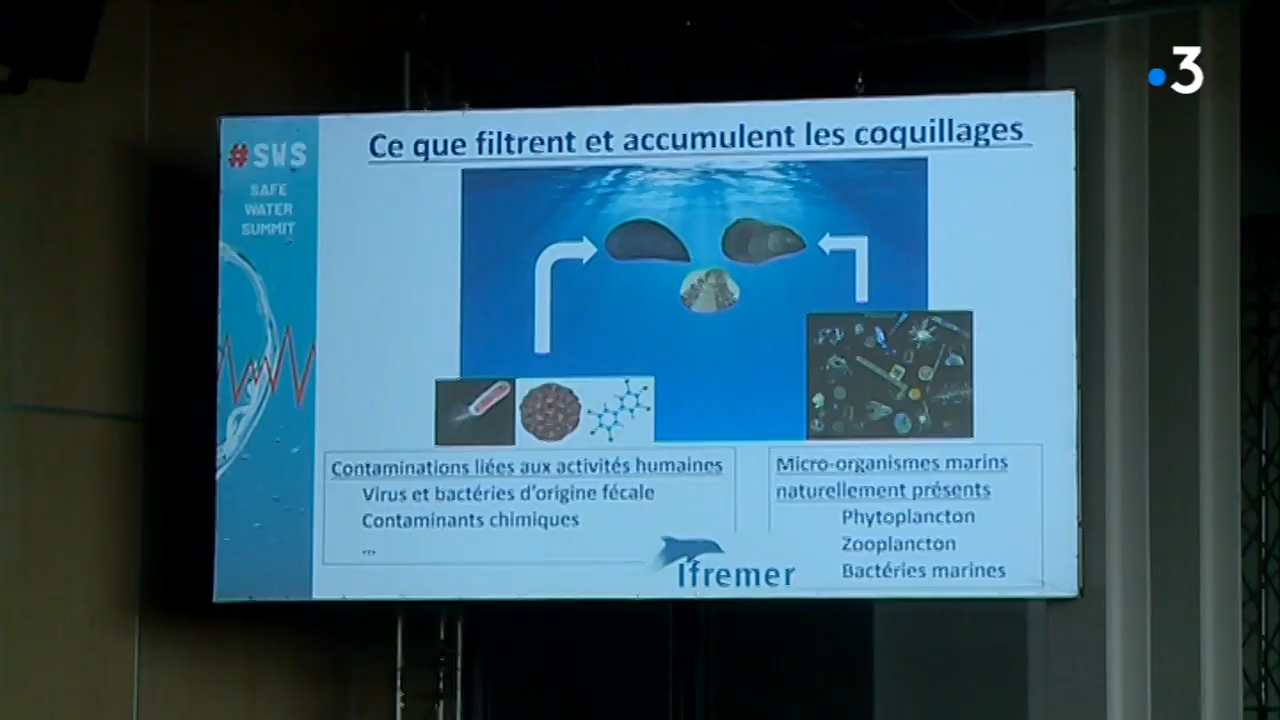 3
Ce que filtrent et accumulent les coquillages
#SWS
SAFE
WATER
SUMMIT
Contaminations liées aux activités humaines
Virus et bactéries d'origine fécale
Contaminants chimiques
...
Micro-organismes marins
naturellement présents
Phytoplancton
Zooplancton
Bactéries marines
Ifremer